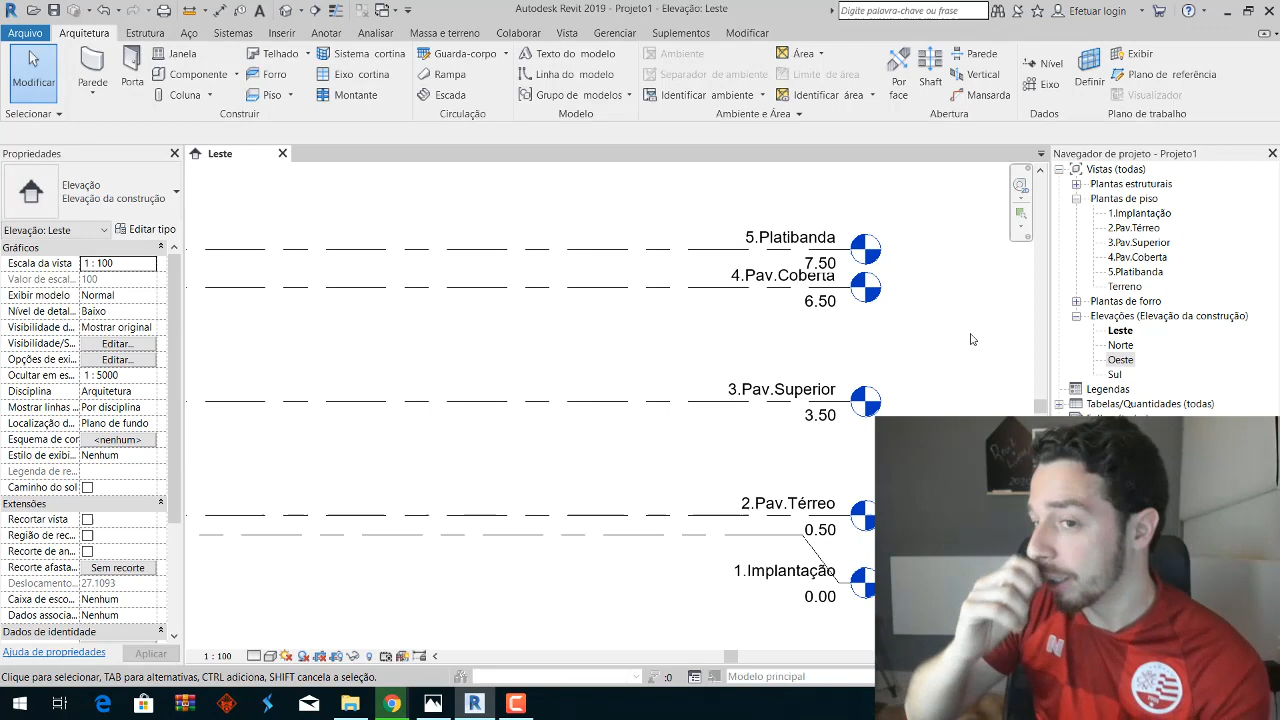 Autodesk Revit 2019 - Projeto1 - Elevação: Leste
Digite palavra-chave ou frase
Efetuar login
Arquivo Arquitetura Estrutura Aço Sistemas Inserir Anotar Analisar Massa e terreno Colaborar Vista Gerenciar Suplementos Modificar
Modificar
Parede
Porta
Janela
Componente
Coluna
Telhado
Forro
Piso
Sistema cortina
Eixo cortina
Montante
Guarda-corpo
Rampa
Escada
Texto do modelo
Linha do modelo
Grupo de modelos
Ambiente
Separador de ambiente
Identificar ambiente
Área
Limite de área
Identificar área
Por face
Shaft
Parede
Vertical
Mansarda
Nível
Eixo
Definir
Exibir
Plano de referência
Visualizador
Selecionar
Construir
Circulação
Modelo
Ambiente e Área
Abertura
Dados
Plano de trabalho
Propriedades
Elevação
Elevação da construção
Elevação: Leste
Editar tipo
Gráficos
Escala da vista 1 : 100
Valor de escal... 100
Exibir modelo Normal
Nível de detal... Baixo
Visibilidade d... Mostrar original
Visibilidade/S... Editar...
Opções de exi... Editar...
Ocultar em es... 1 : 5000
Disciplina Arquitetura
Mostrar linhas ... Por disciplina
Localização d... Plano de fundo
Esquema de cor <nenhum>
Estilo de exibi... Nenhum
Legenda de re...
Caminho do sol
Extensões
Recortar vista
Região de rec...
Recorte de an...
Recorte afasta... Sem recorte
Deslocamento... 27.1093
Caixa de esco... Nenhum
Dados associa... Nenhum
Dados de identidade
Ajuda de propriedades
Aplicar
Leste
5.Platibanda
7.50
4.Pav.Coberta
6.50
3.Pav.Superior
3.50
2.Pav.Térreo
0.50
1.Implantação
0.00
Navegador de projeto - Projeto1
Vistas (todas)
Plantas estruturais
Plantas de piso
1.Implantação
2.Pav.Térreo
3.Pav.Superior
4.Pav.Coberta
5.Platibanda
Terreno
Plantas de forro
Elevações (Elevação da construção)
Leste
Norte
Oeste
Sul
Legendas
Tabelas/Quantidades (todas)
1 : 100
Clique para selecionar, TAB para alternativas, CTRL adiciona, SHIFT cancela a seleção.
:0
Modelo principal